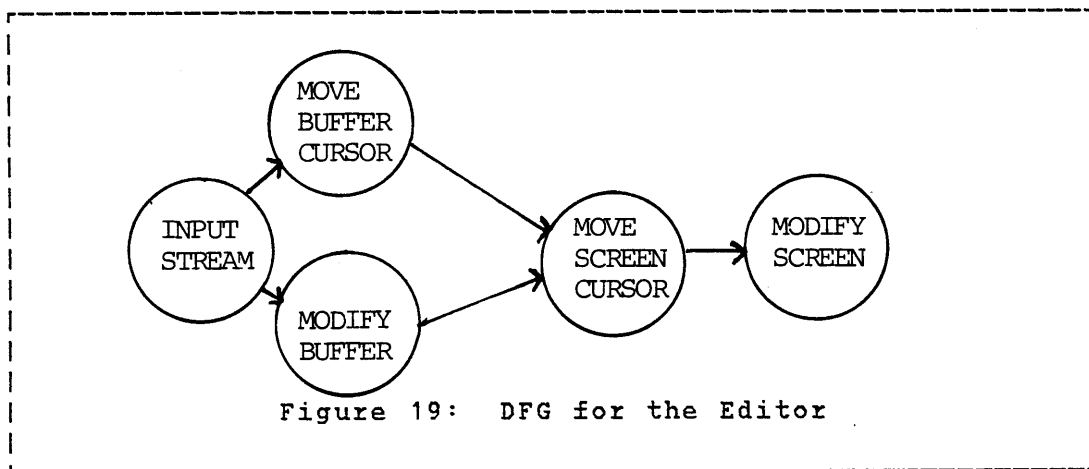 MOVE
BUFFER
CURSOR
INPUT
STREAM
MODIFY
BUFFER
MOVE
SCREEN
CURSOR
MODIFY
SCREEN
Figure 19: DFG for the Editor